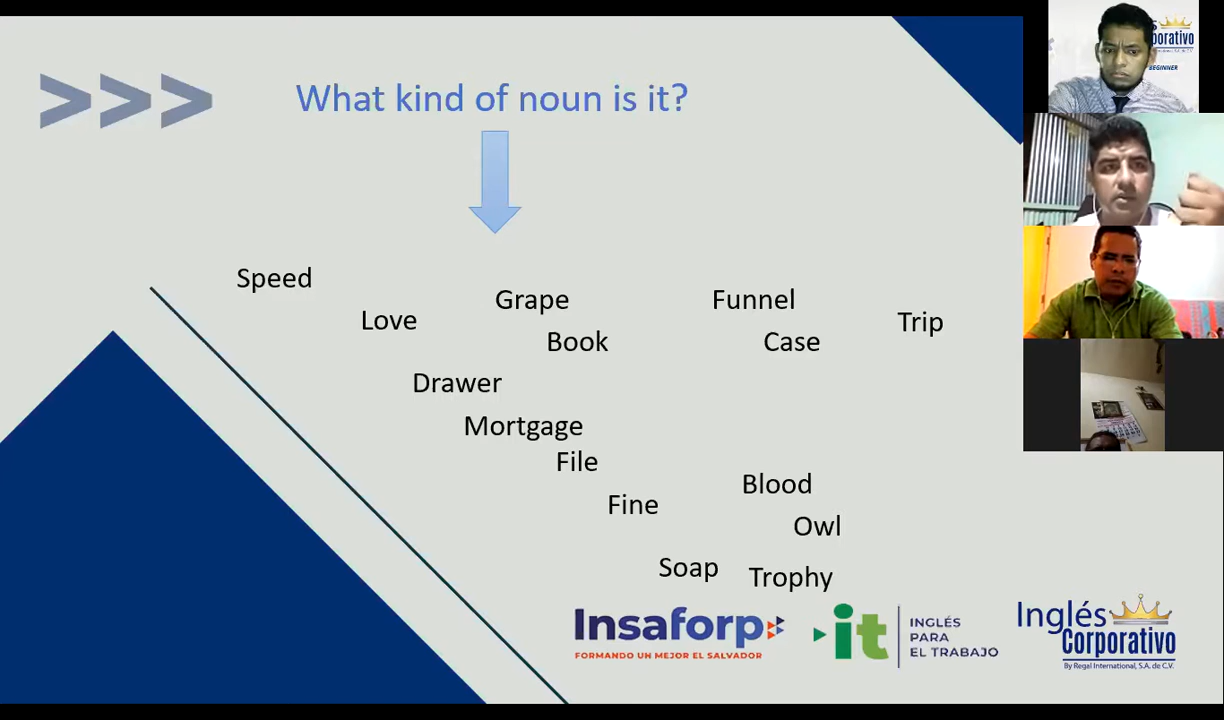 >>> What kind of noun is it?
Speed
Love
Grape
Book
Funnel
Case
Trip
Drawer
Mortgage
File
Fine
Blood
Owl
Soap
Trophy
Insaforp
FORMANDO UN MEJOR EL SALVADOR
it
INGLÉS
PARA
EL TRABAJO
Inglés
Corporativo
By Regal International, S.A. de C.V.
BEGINNER